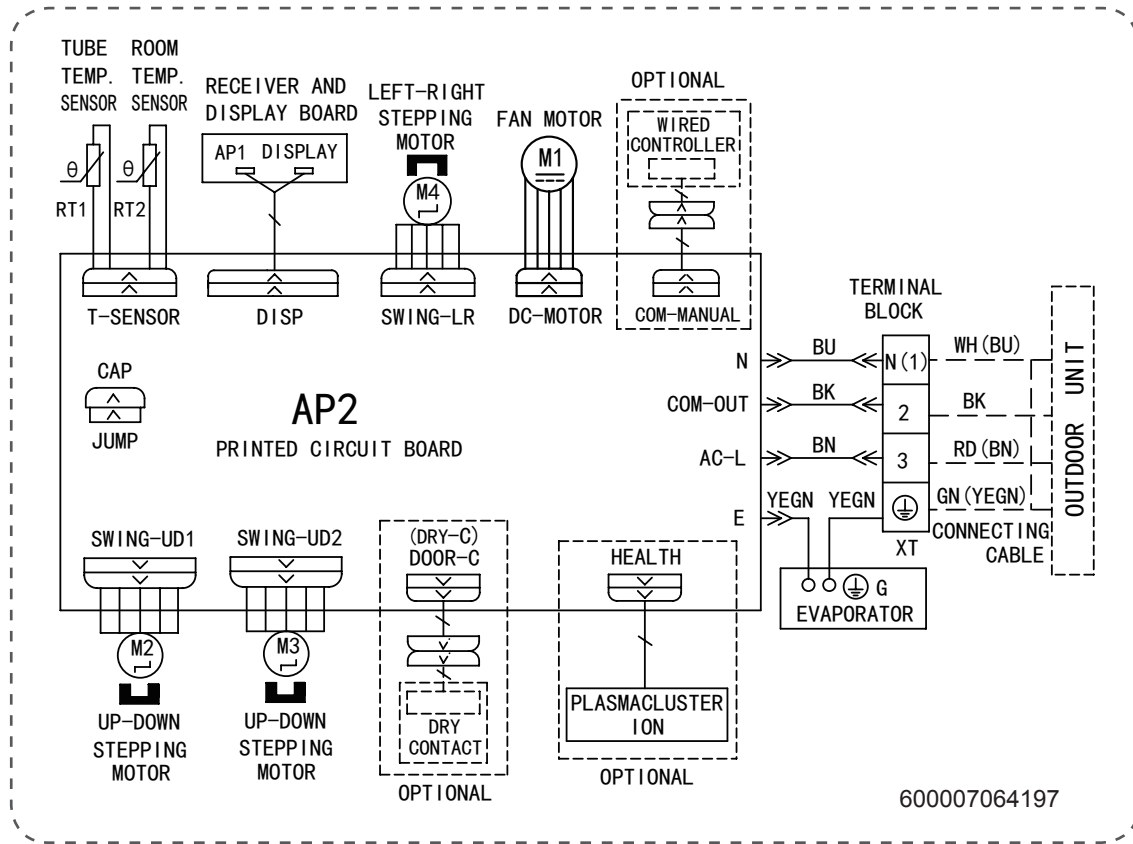 TUBE
TEMP.
SENSOR
ROOM
TEMP.
SENSOR
RECEIVER AND
DISPLAY BOARD
AP1 DISPLAY
LEFT-RIGHT
STEPPING
MOTOR
M4
FAN MOTOR
M1
OPTIONAL
WIRED
CONTROLLER
θ
θ
RT1
RT2
T-SENSOR
DISP
SWING-LR
DC-MOTOR
COM-MANUAL
CAP
JUMP
AP2
PRINTED CIRCUIT BOARD
N
COM-OUT
AC-L
E
BU
BK
BN
YEGN
YEGN
TERMINAL
BLOCK
N(1)
2
3
XT
WH(BU)
BK
RD(BN)
GN(YEGN)
CONNECTING
CABLE
OUTDOOR UNIT
G
EVAPORATOR
SWING-UD1
M2
UP-DOWN
STEPPING
MOTOR
SWING-UD2
M3
UP-DOWN
STEPPING
MOTOR
(DRY-C)
DOOR-C
DRY
CONTACT
OPTIONAL
HEALTH
PLASMACLUSTER
ION
OPTIONAL
600007064197